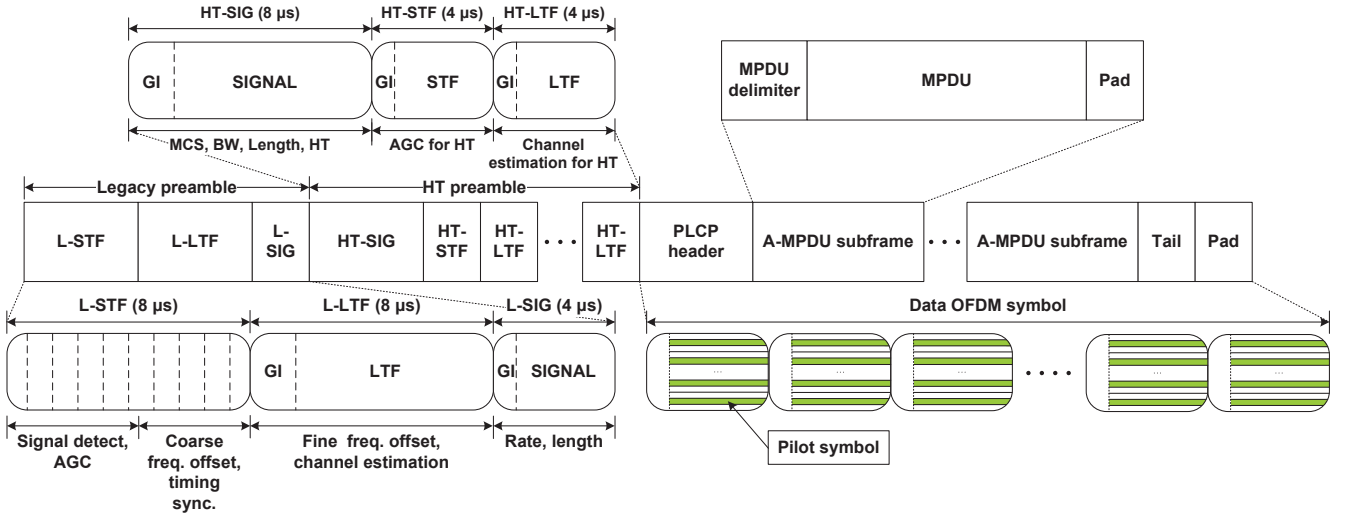 HT-SIG (8 µs)
HT-STF (4 µs)
HT-LTF (4 µs)
GI
SIGNAL
GI
STF
GI
LTF
MCS, BW, Length, HT
AGC for HT
Channel
estimation for HT
MPDU
delimiter
MPDU
Pad
Legacy preamble
HT preamble
L-STF
L-LTF
L-
SIG
HT-SIG
HT-
STF
HT-
LTF
• • •
HT-
LTF
PLCP
header
A-MPDU subframe
• • •
A-MPDU subframe
Tail
Pad
L-STF (8 µs)
L-LTF (8 µs)
L-SIG (4 µs)
Data OFDM symbol
GI
LTF
GI
SIGNAL
...
...
...
• • • •
...
...
Signal detect,
AGC
Coarse
freq. offset,
timing
sync.
Fine freq. offset,
channel estimation
Rate, length
Pilot symbol